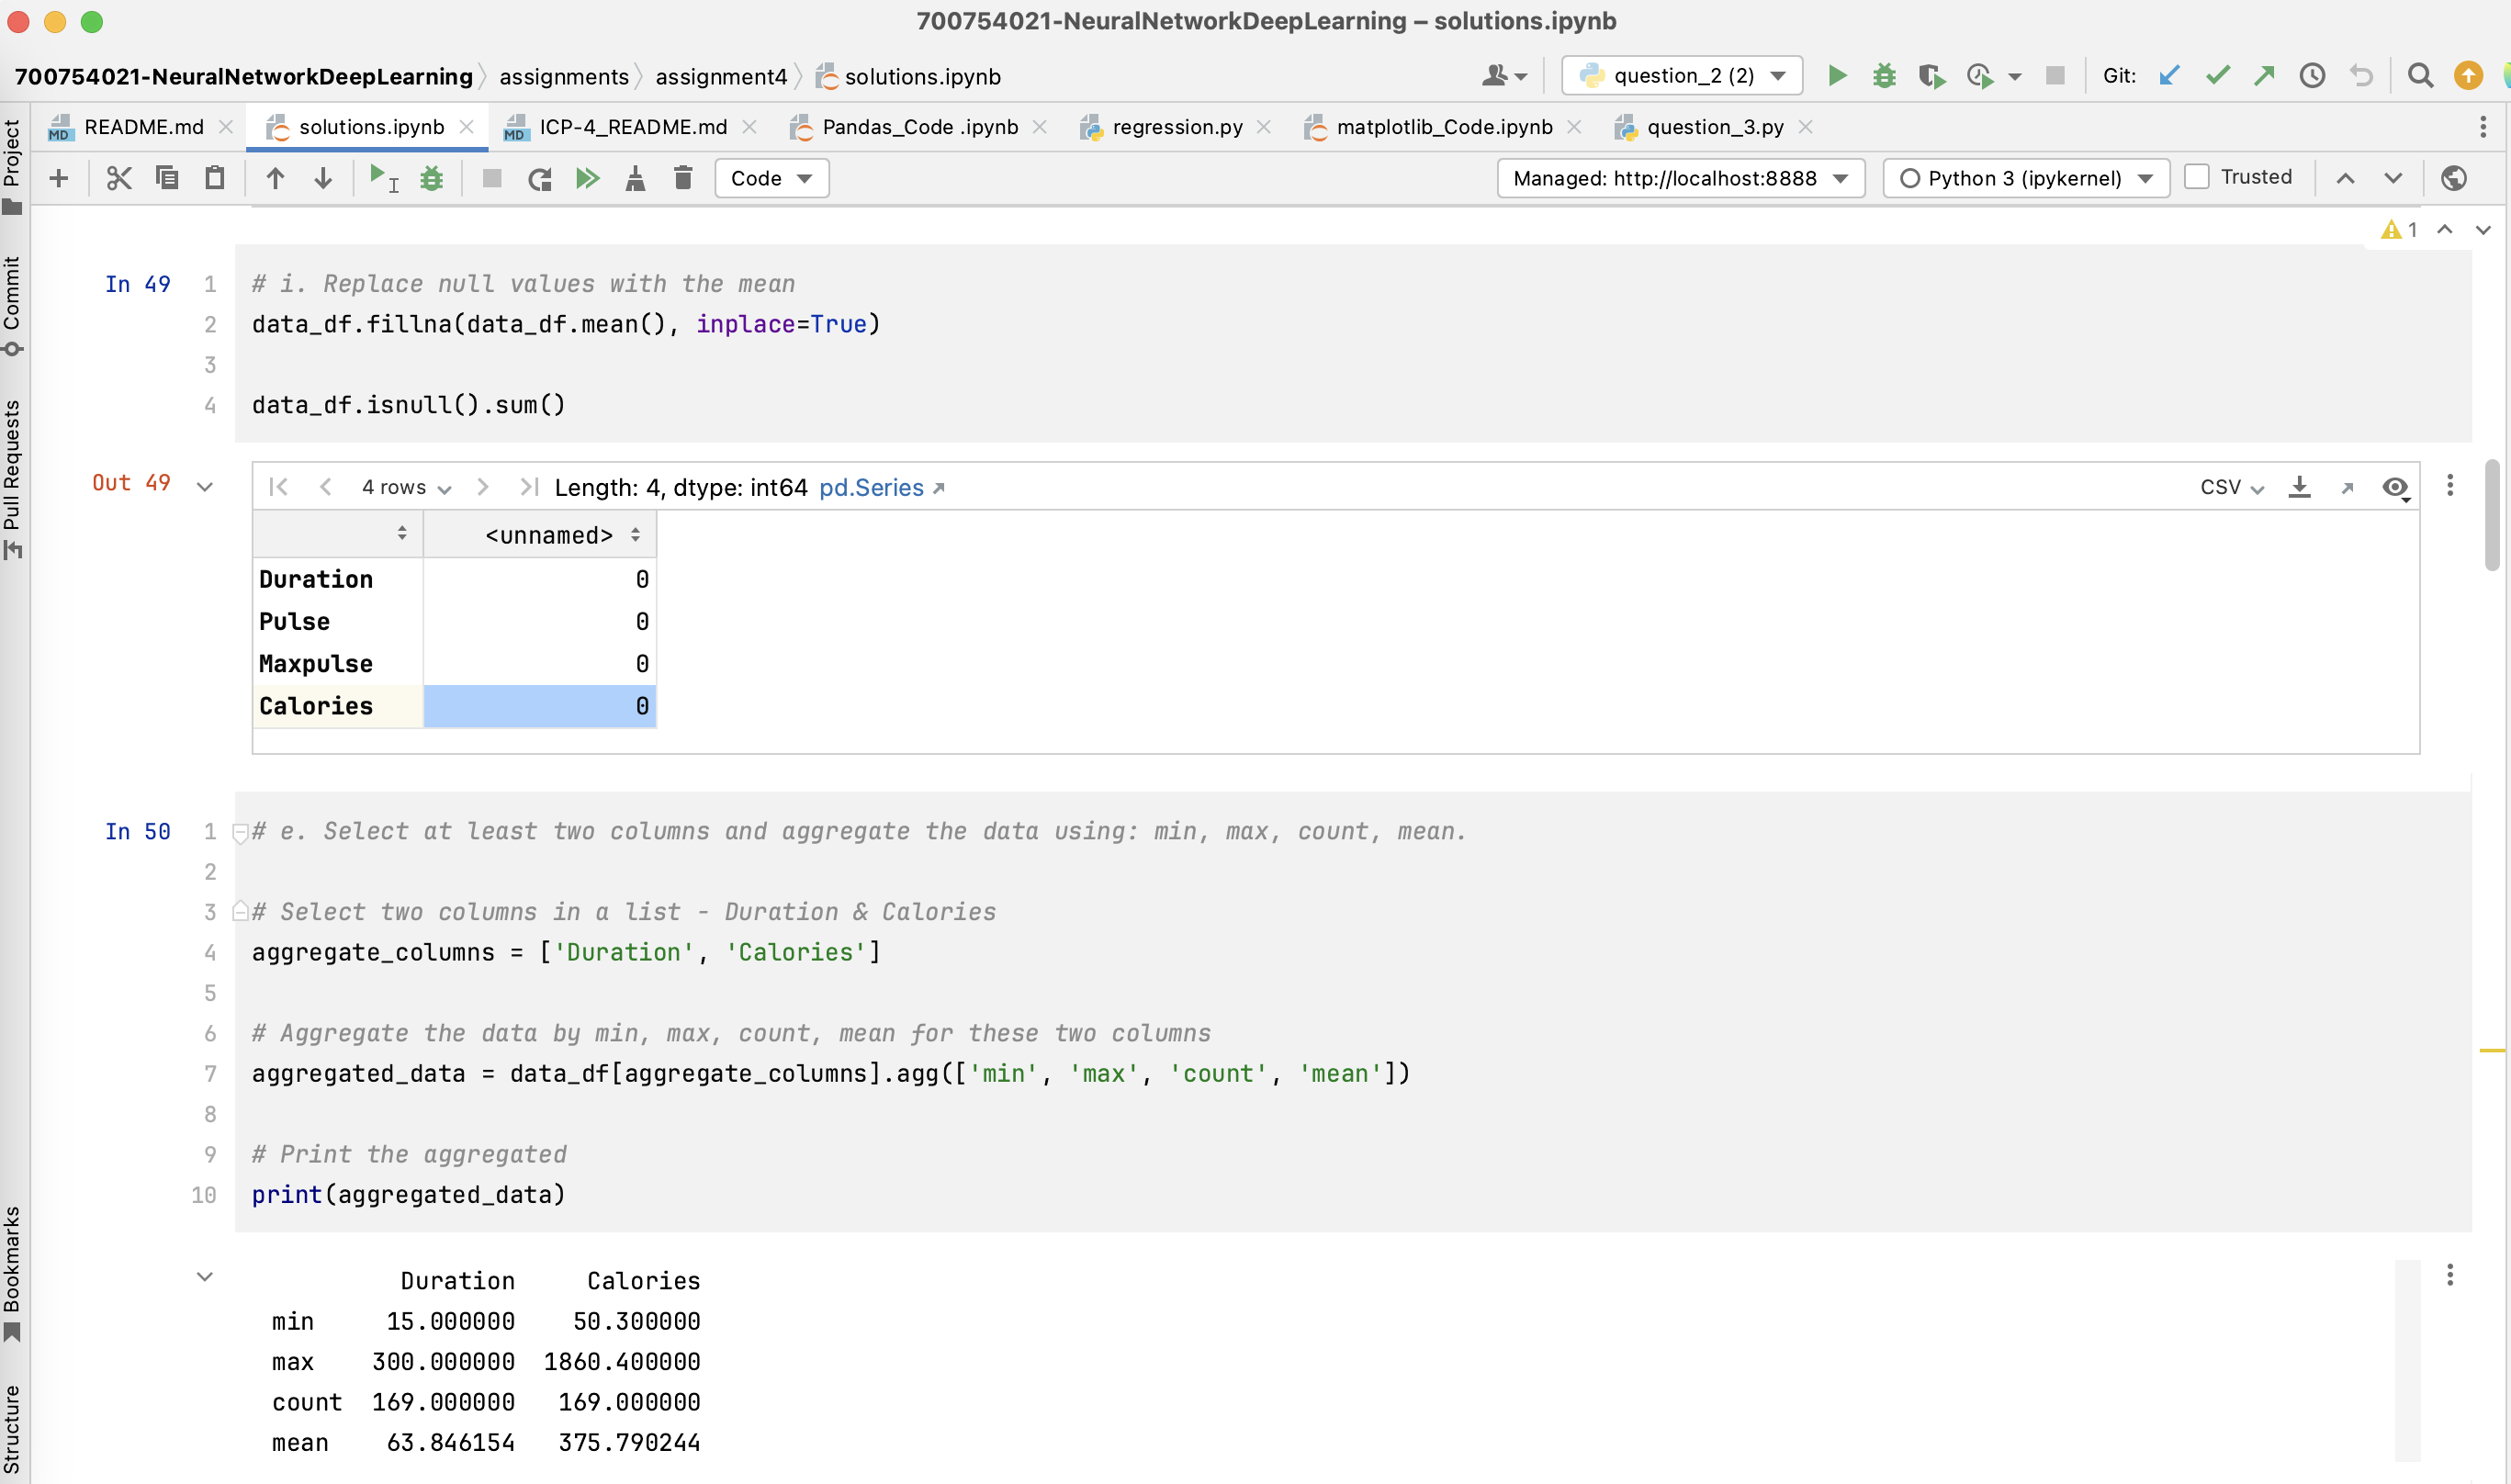 700754021-NeuralNetworkDeepLearning – solutions.ipynb
700754021-NeuralNetworkDeepLearning assignments assignment4 solutions.ipynb question_2 (2) Git:
README.md solutions.ipynb ICP-4_README.md Pandas_Code .ipynb regression.py matplotlib_Code.ipynb question_3.py
Code Managed: http://localhost:8888 Python 3 (ipykernel) Trusted
Project
Commit
Pull Requests
Bookmarks
Structure
1
In 49 1 # i. Replace null values with the mean
2 data_df.fillna(data_df.mean(), inplace=True)
3
4 data_df.isnull().sum()
Out 49 4 rows Length: 4, dtype: int64 pd.Series CSV
<unnamed>
Duration 0
Pulse 0
Maxpulse 0
Calories 0
In 50 1 # e. Select at least two columns and aggregate the data using: min, max, count, mean.
2
3 # Select two columns in a list - Duration & Calories
4 aggregate_columns = ['Duration', 'Calories']
5
6 # Aggregate the data by min, max, count, mean for these two columns
7 aggregated_data = data_df[aggregate_columns].agg(['min', 'max', 'count', 'mean'])
8
9 # Print the aggregated
10 print(aggregated_data)
Duration Calories
min 15.000000 50.300000
max 300.000000 1860.400000
count 169.000000 169.000000
mean 63.846154 375.790244